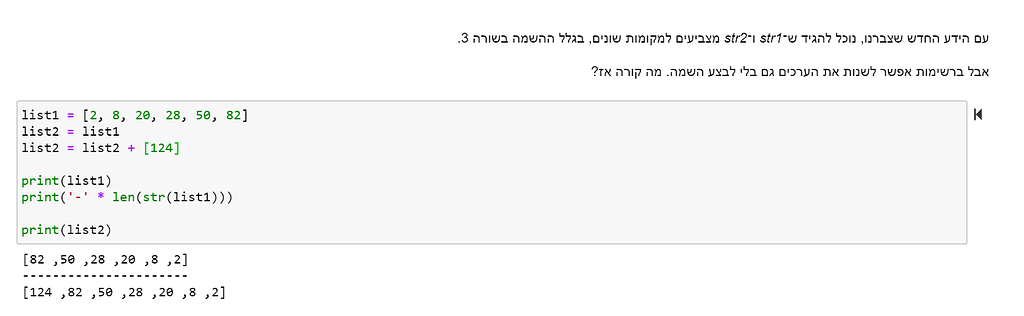 עם הידע החדש שצברנו, נוכל להגיד ש־str1 ו־str2 מצביעים למקומות שונים, בגלל ההשמה בשורה 3.
אבל ברשימות אפשר לשנות את הערכים גם בלי לבצע השמה. מה קורה אז?
list1 = [2, 8, 20, 28, 50, 82]
list2 = list1
list2 = list2 + [124]
print(list1)
print('-' * len(str(list1)))
print(list2)
[82 ,50 ,28 ,20 ,8 ,2]
----------------------
[124 ,82 ,50 ,28 ,20 ,8 ,2]